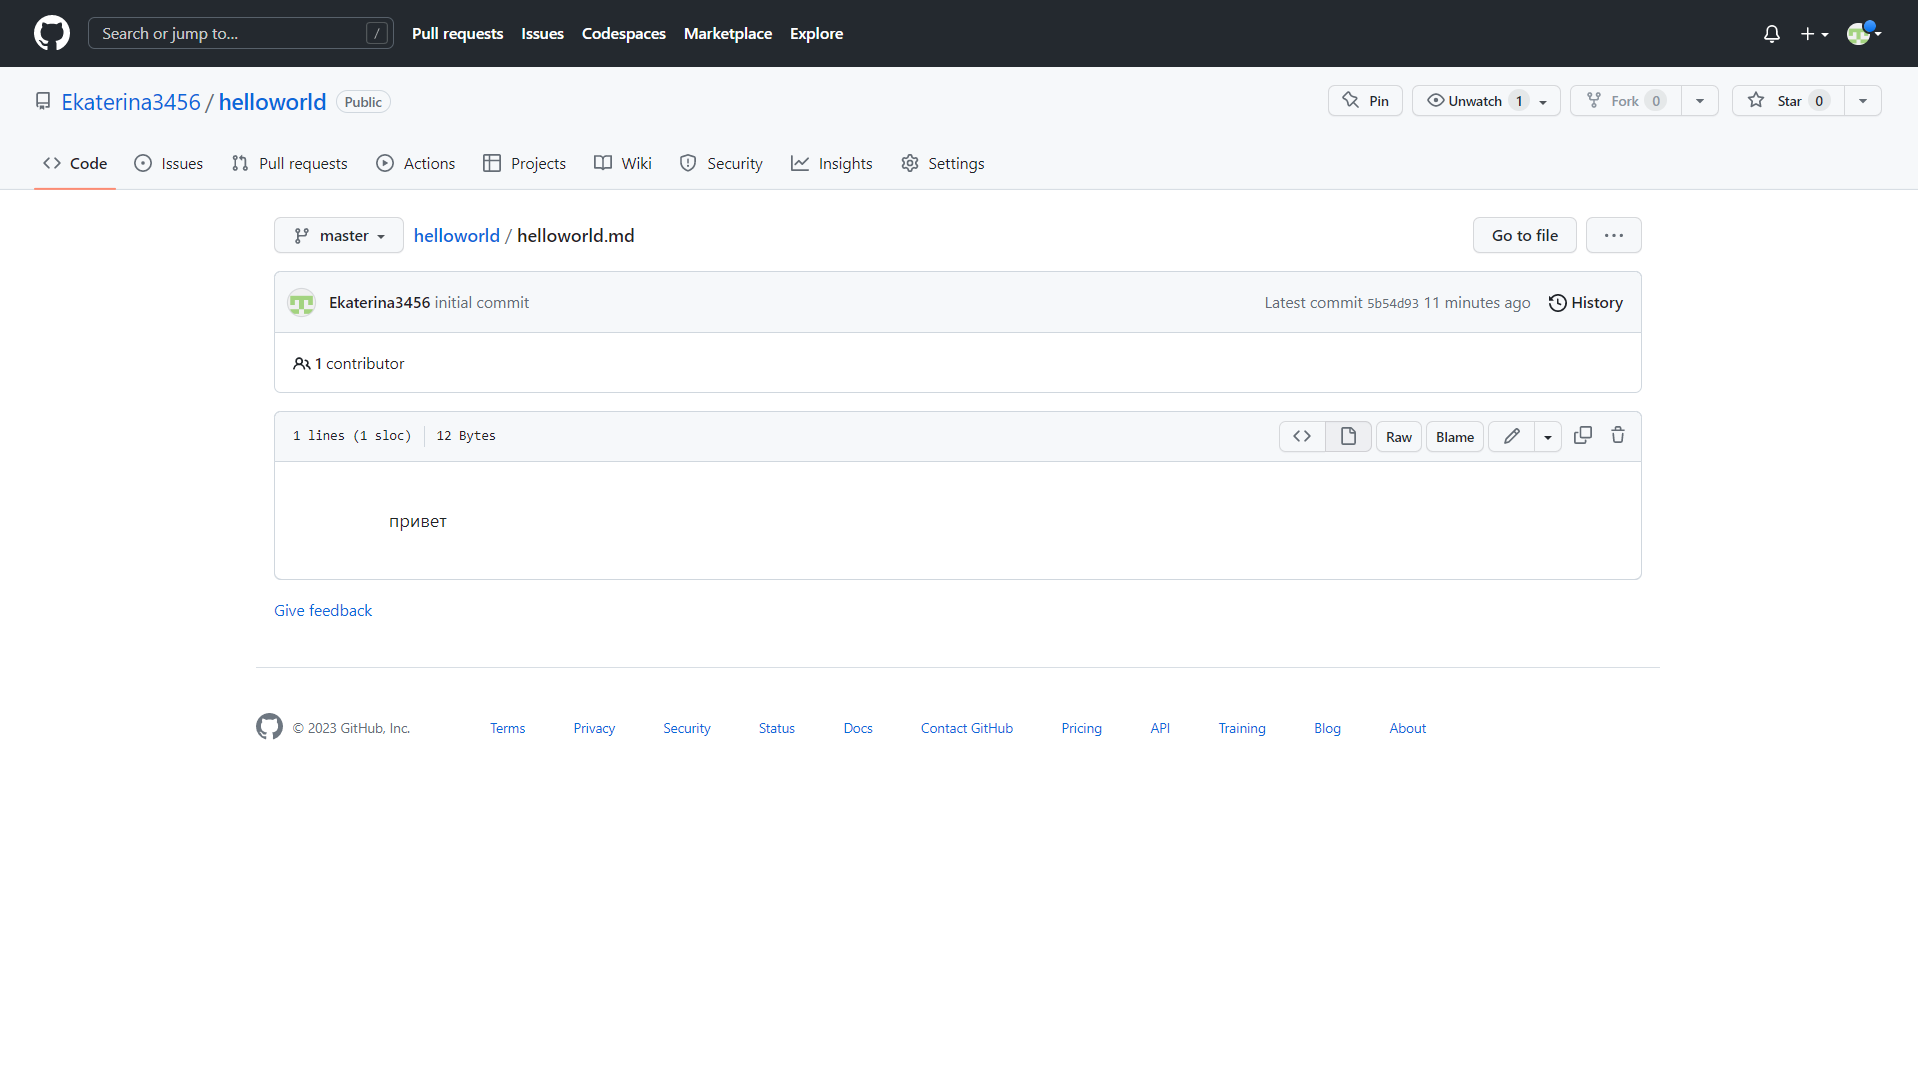 Search or jump to... /
Pull requests Issues Codespaces Marketplace Explore
Ekaterina3456 / helloworld Public
Pin Unwatch 1 Fork 0 Star 0
Code Issues Pull requests Actions Projects Wiki Security Insights Settings
master helloworld / helloworld.md Go to file ...
Ekaterina3456 initial commit Latest commit 5b54d93 11 minutes ago History
1 contributor
1 lines (1 sloc) 12 Bytes Raw Blame
привет
Give feedback
© 2023 GitHub, Inc. Terms Privacy Security Status Docs Contact GitHub Pricing API Training Blog About